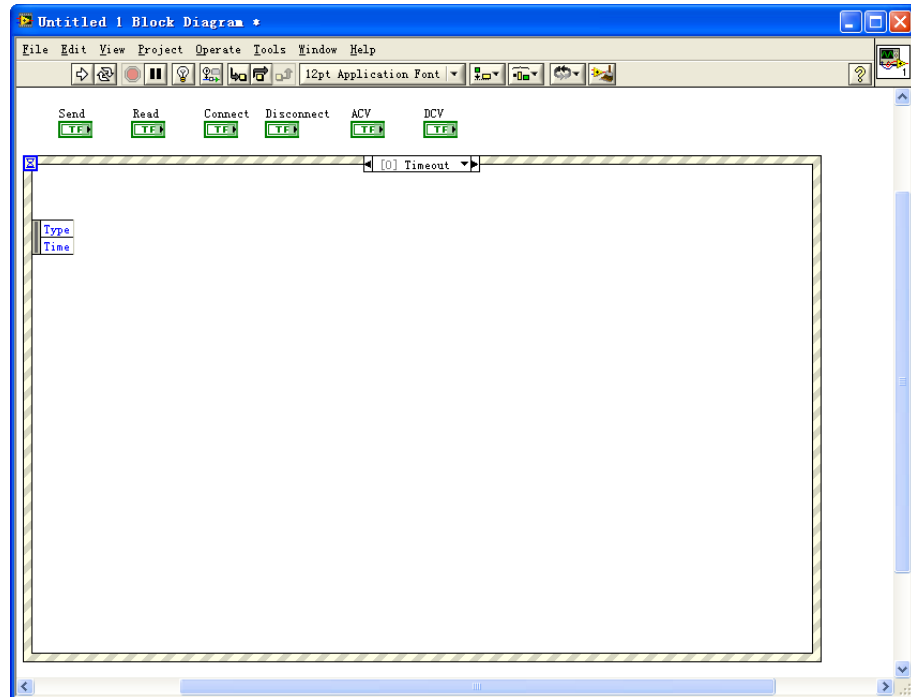 Untitled 1 Block Diagram *
File Edit View Project Operate Tools Window Help
12pt Application Font
?
1
Send Read Connect Disconnect ACV DCV
TF TF TF TF TF TF
[0] Timeout
Type
Time